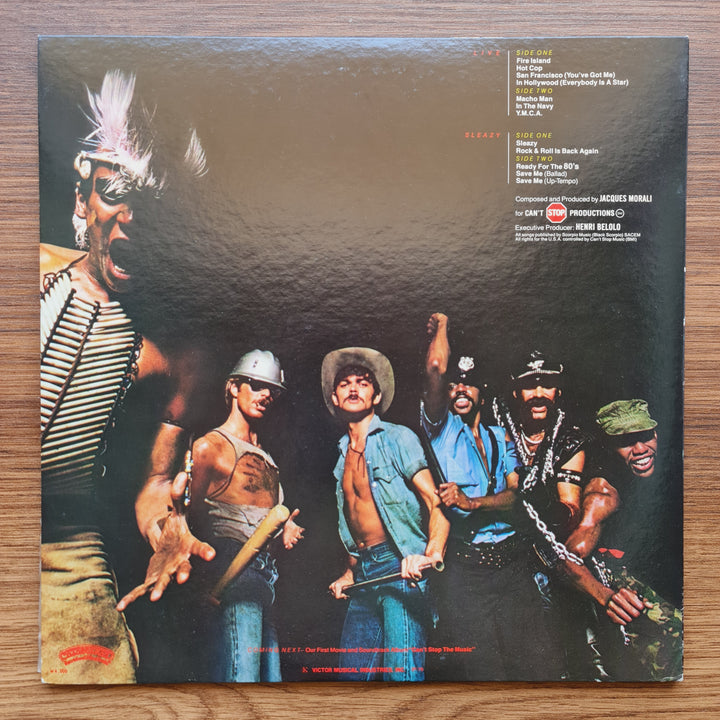 LIVE
SIDE ONE
Fire Island
Hot Cop
San Francisco (You've Got Me)
In Hollywood (Everybody Is A Star)
SIDE TWO
Macho Man
In The Navy
Y.M.C.A.
SLEAZY
SIDE ONE
Sleazy
Rock & Roll Is Back Again
SIDE TWO
Ready For The 80's
Save Me (Ballad)
Save Me (Up-Tempo)
Composed and Produced by JACQUES MORALI
for CAN'T STOP PRODUCTIONS
Executive Producer: HENRI BELOLO
All songs published by Scorpio Music (Black Scorpio) SACEM
All rights for the U.S.A. controlled by Can't Stop Music (BMI)
COMING NEXT- Our First Movie and Soundtrack "Can't Stop The Music"
VICTOR MUSICAL INDUSTRIES, INC.